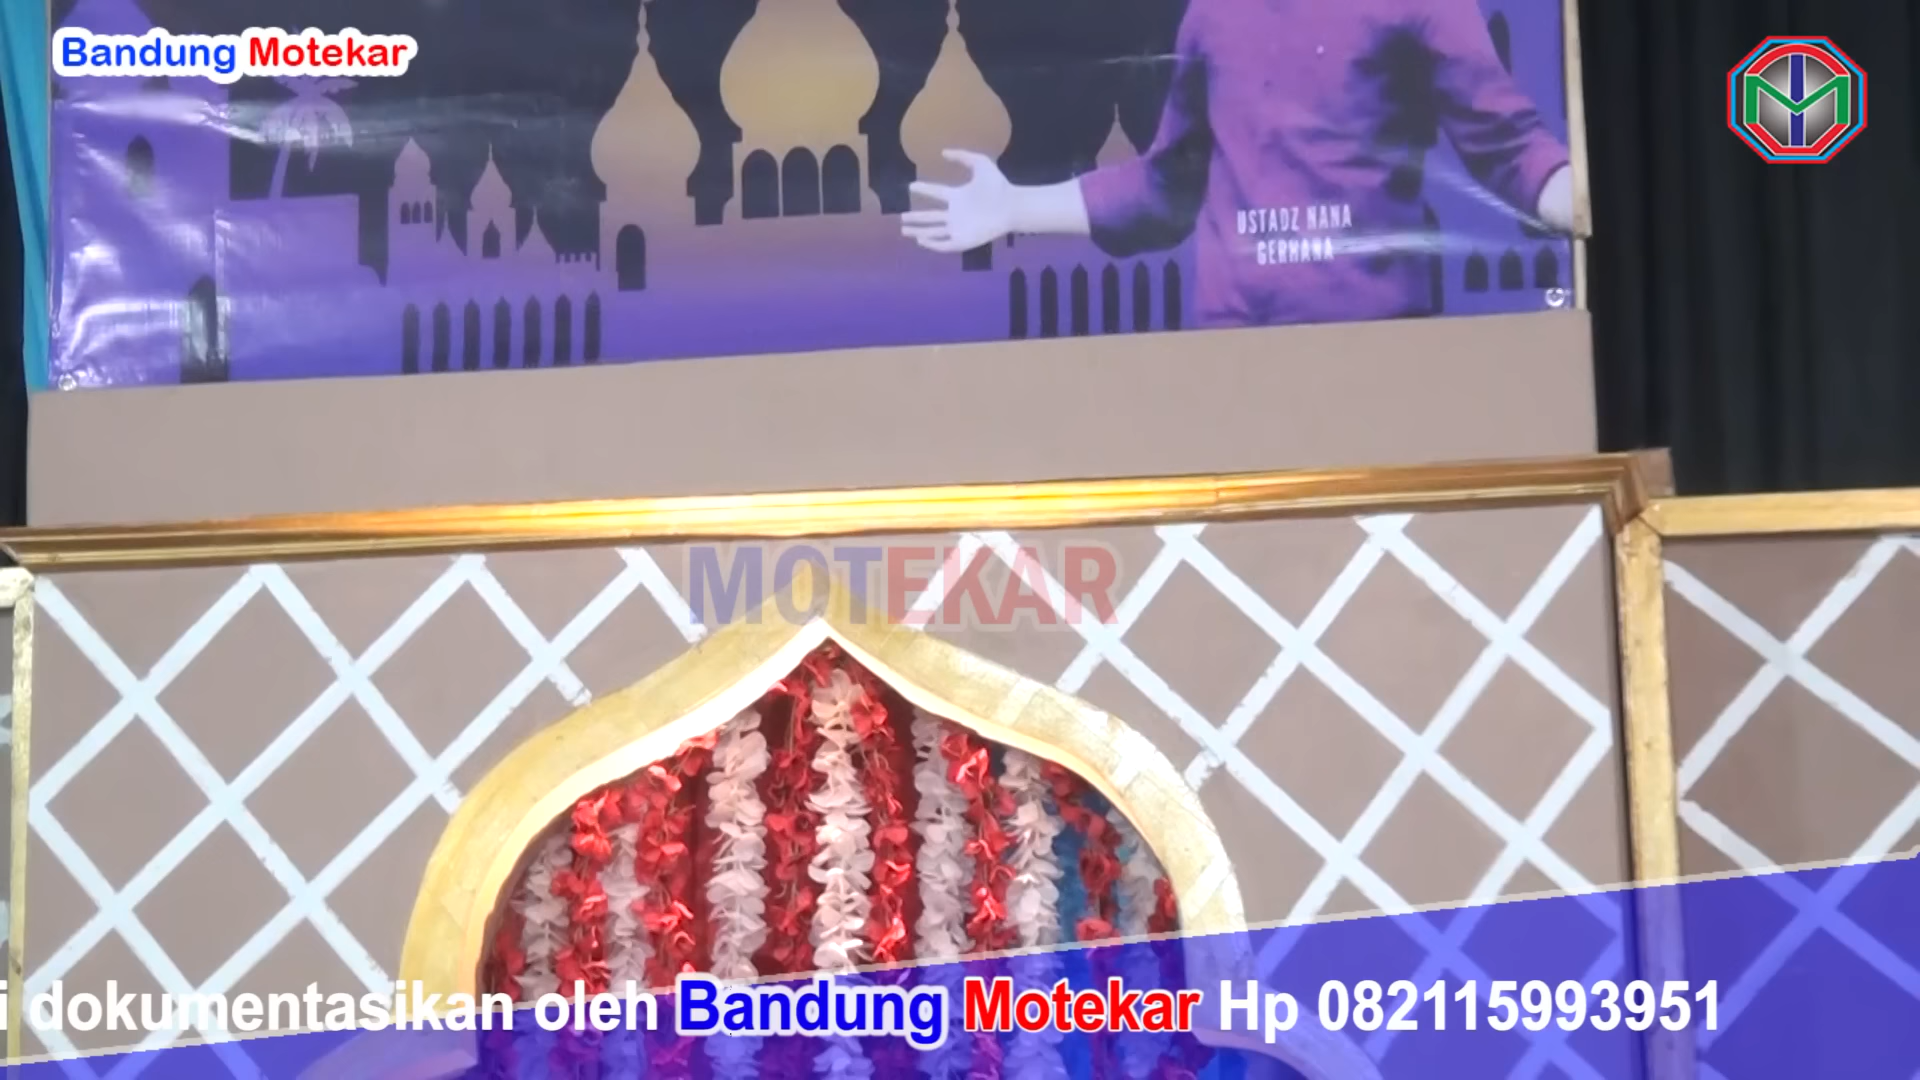 Bandung Motekar
USTADZ NANA
GERHANA
MOTEKAR
i dokumentasikan oleh Bandung Motekar Hp 082115993951